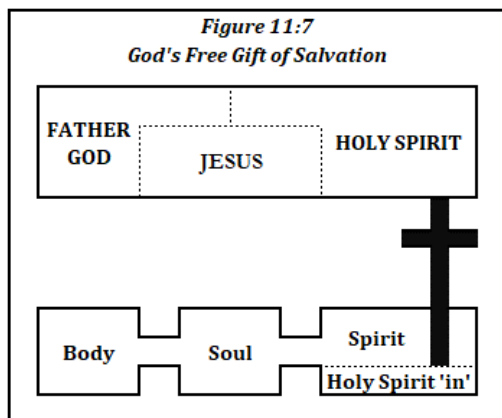 Figure 11:7
God's Free Gift of Salvation
FATHER
GOD
JESUS
HOLY SPIRIT
Body
Soul
Spirit
Holy Spirit 'in'